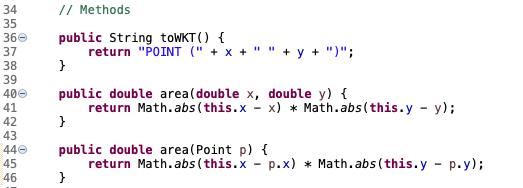 34 // Methods
35
36 public String toWKT() {
37 return "POINT (" + x + " " + y + ")";
38 }
39
40 public double area(double x, double y) {
41 return Math.abs(this.x - x) * Math.abs(this.y - y);
42 }
43
44 public double area(Point p) {
45 return Math.abs(this.x - p.x) * Math.abs(this.y - p.y);
46 }